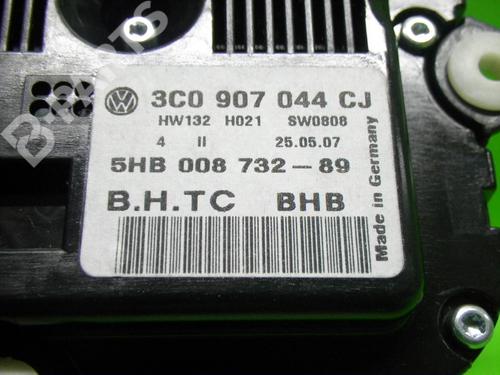 3C0 907 044 CJ
HW132 H021 SW0808
4 II 25.05.07
5HB 008 732-89
B.H.TC BHB
Made in Germany
B-PARTS